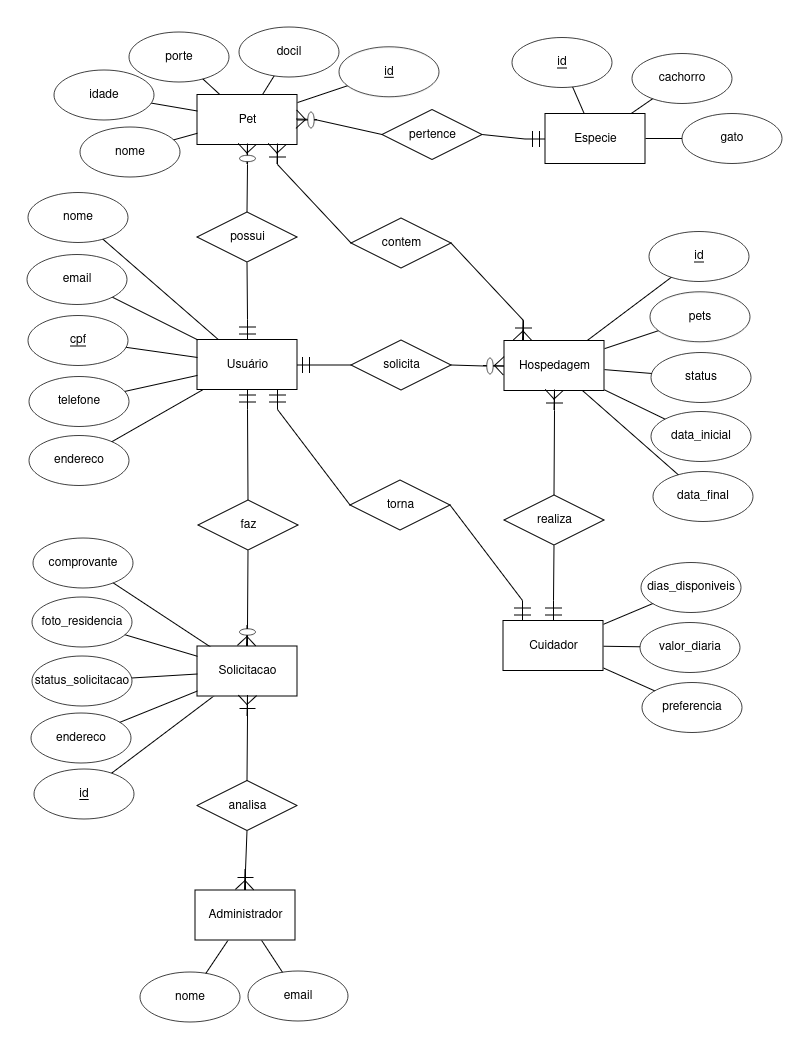 porte
docil
id
idade
Pet
nome
pertence
id
cachorro
Especie
gato
nome
possui
contem
email
id
cpf
Usuário
solicita
Hospedagem
pets
status
telefone
data_inicial
endereco
data_final
faz
torna
realiza
comprovante
foto_residencia
status_solicitacao
Solicitacao
endereco
id
Cuidador
dias_disponiveis
valor_diaria
preferencia
analisa
Administrador
nome
email